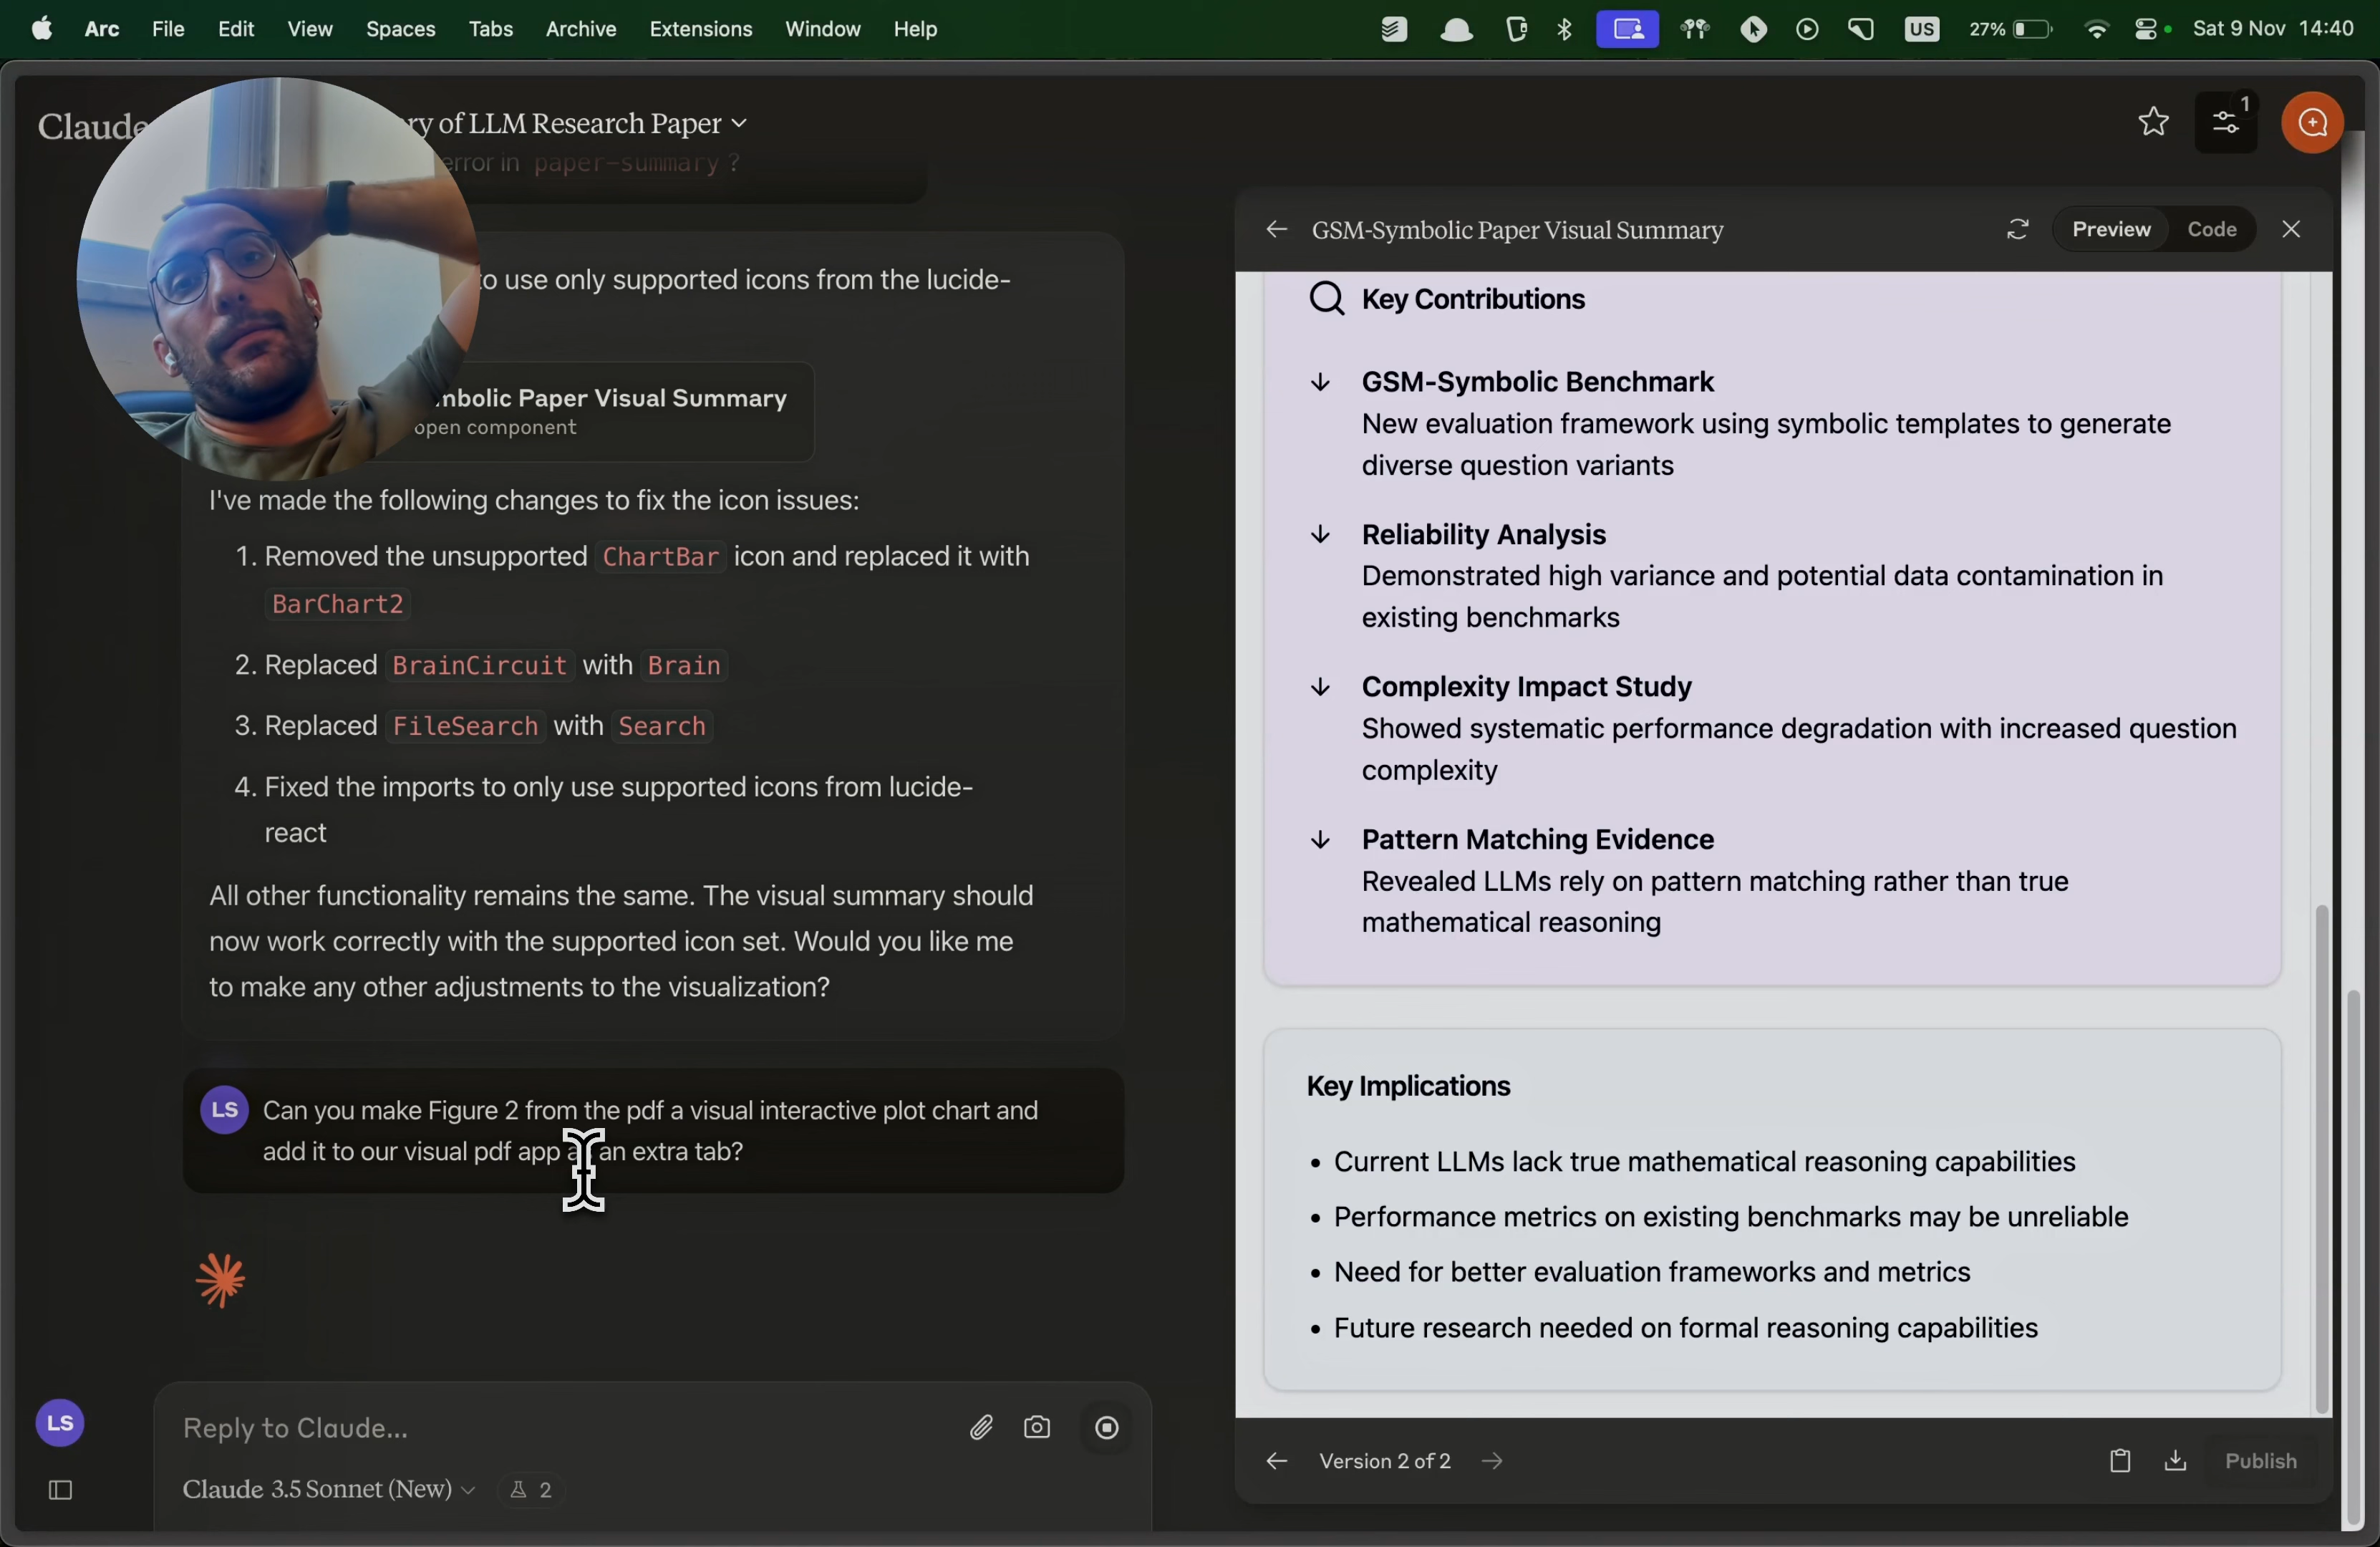 Arc File Edit View Spaces Tabs Archive Extensions Window Help US 27% Sat 9 Nov 14:40
Claude
of LLM Research Paper
1
error in paper-summary ?
to use only supported icons from the lucide-
Paper Visual Summary
open component
I've made the following changes to fix the icon issues:
1. Removed the unsupported ChartBar icon and replaced it with
BarChart2
2. Replaced BrainCircuit with Brain
3. Replaced FileSearch with Search
4. Fixed the imports to only use supported icons from lucide-
react
All other functionality remains the same. The visual summary should
now work correctly with the supported icon set. Would you like me
to make any other adjustments to the visualization?
LS
Can you make Figure 2 from the pdf a visual interactive plot chart and
add it to our visual pdf app as an extra tab?
LS
Reply to Claude...
Claude 3.5 Sonnet (New) 2
GSM-Symbolic Paper Visual Summary
Preview Code
Key Contributions
GSM-Symbolic Benchmark
New evaluation framework using symbolic templates to generate
diverse question variants
Reliability Analysis
Demonstrated high variance and potential data contamination in
existing benchmarks
Complexity Impact Study
Showed systematic performance degradation with increased question
complexity
Pattern Matching Evidence
Revealed LLMs rely on pattern matching rather than true
mathematical reasoning
Key Implications
• Current LLMs lack true mathematical reasoning capabilities
• Performance metrics on existing benchmarks may be unreliable
• Need for better evaluation frameworks and metrics
• Future research needed on formal reasoning capabilities
Version 2 of 2
Publish